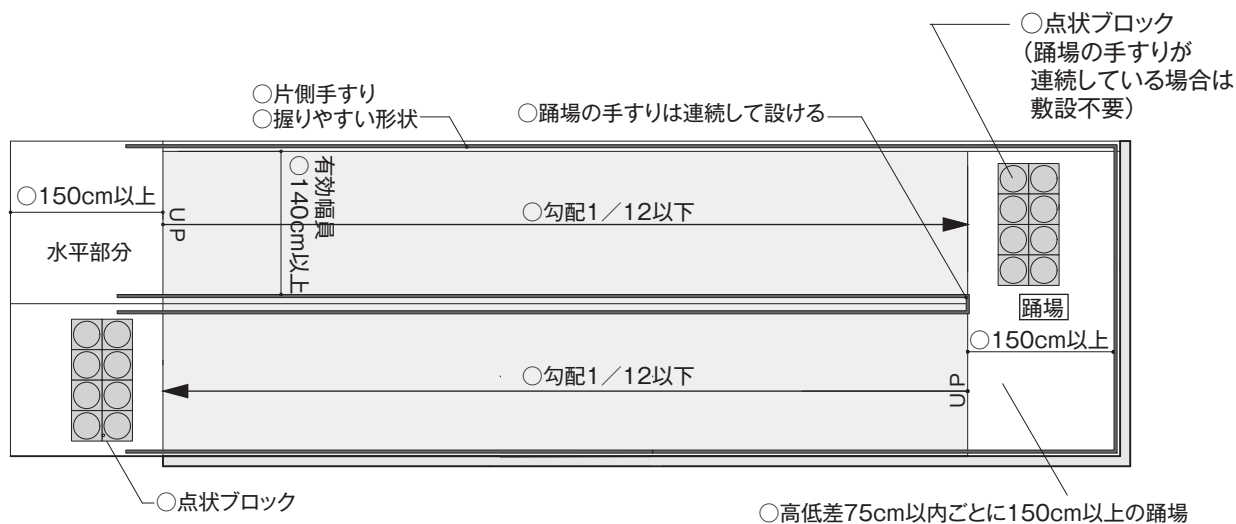 ○点状ブロック
（踊場の手すりが
連続している場合は
敷設不要）
○片側手すり
○握りやすい形状
○踊場の手すりは連続して設ける
○150cm以上
水平部分
UP
有効幅員
○140cm以上
○勾配1／12以下
踊場
○150cm以上
○勾配1／12以下
UP
○点状ブロック
○高低差75cm以内ごとに150cm以上の踊場